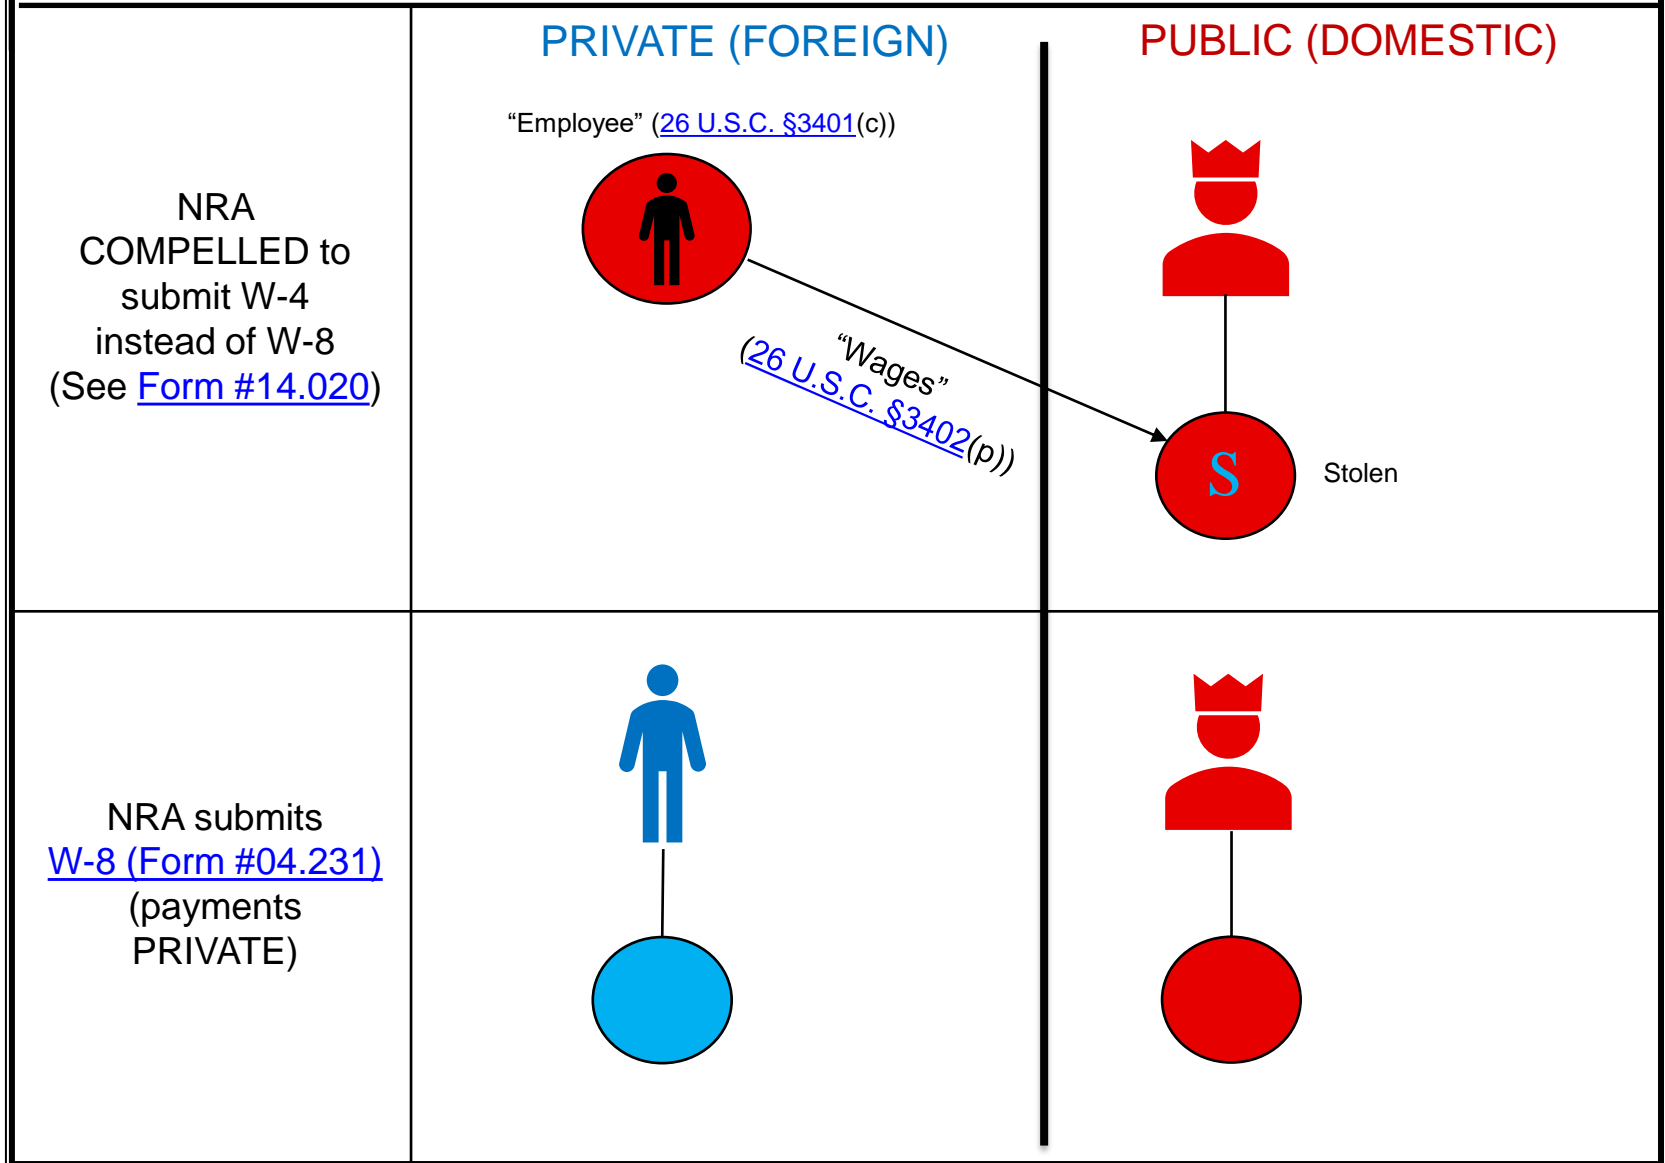 PRIVATE (FOREIGN)
PUBLIC (DOMESTIC)
NRA
COMPELLED to
submit W-4
instead of W-8
(See Form #14.020)
“Employee” (26 U.S.C. §3401(c))
“Wages”
(26 U.S.C. §3402(p))
S
Stolen
NRA submits
W-8 (Form #04.231)
(payments
PRIVATE)